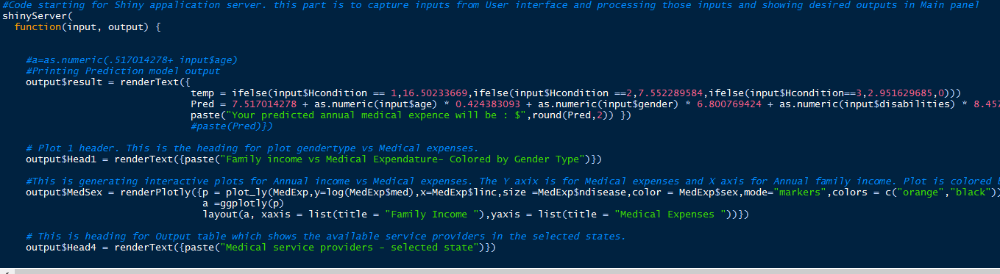 #Code starting for Shiny appalication server. this part is to capture inputs from User interface and processing those inputs and showing desired outputs in Main panel
shinyServer(
function(input, output) {
#a=as.numeric(.517014278+ input$age)
#Printing Prediction model output
output$result = renderText({
temp = ifelse(input$Hcondition == 1,16.50233669,ifelse(input$Hcondition ==2,7.552289584,ifelse(input$Hcondition==3,2.951629685,0)))
Pred = 7.517014278 + as.numeric(input$age) * 0.424383093 + as.numeric(input$gender) * 6.800769424 + as.numeric(input$disabilities) * 8.457
paste("Your predicted annual medical expence will be : $",round(Pred,2)) })
#paste(Pred)})
# Plot 1 header. This is the heading for plot gendertype vs Medical expenses.
output$Head1 = renderText({paste("Family income vs Medical Expendature- Colored by Gender Type")})
#This is generating interactive plots for Annual income vs Medical expenses. The Y axix is for Medical expenses and X axis for Annual family income. Plot is colored
output$MedSex = renderPlotly({p = plot_ly(MedExp,y=log(MedExp$med),x=MedExp$linc,size =MedExp$ndisease,color = MedExp$sex,mode="markers",colors = c("orange","black"))
a =ggplotly(p)
layout(a, xaxis = list(title = "Family Income "),yaxis = list(title = "Medical Expenses "))})
# This is heading for Output table which shows the available service providers in the selected states.
output$Head4 = renderText({paste("Medical service providers - selected state")})